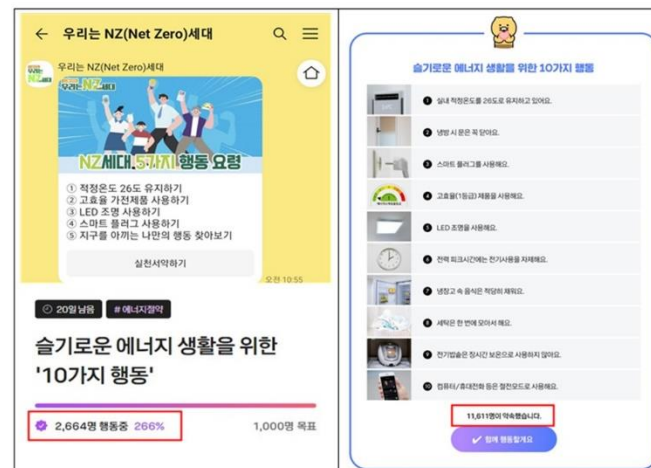 우리는 NZ(Net Zero)세대
우리는 NZ(Net Zero)세대
NZ세대 5가지 행동 요령
① 적정온도 26도 유지하기
② 고효율 가전제품 사용하기
③ LED 조명 사용하기
④ 스마트 플러그 사용하기
⑤ 지구를 아끼는 나만의 행동 찾아보기
실천서약하기
오전 10:55
20일 남음 #에너지절약
슬기로운 에너지 생활을 위한
'10가지 행동'
2,664명 행동중 266% 1,000명 목표
슬기로운 에너지 생활을 위한 10가지 행동
❶ 실내 적정온도를 26도로 유지하고 있어요.
❷ 냉방 시 문은 꼭 닫아요.
❸ 스마트 플러그를 사용해요.
❹ 고효율(1등급) 제품을 사용해요.
❺ LED 조명을 사용해요.
❻ 전력 피크시간에는 전기사용을 자제해요.
❼ 냉장고 속 음식은 적당히 채워요.
❽ 세탁은 한 번에 모아서 해요.
❾ 전기밥솥은 장시간 보온으로 사용하지 않아요.
❿ 컴퓨터/휴대전화 등은 절전모드로 사용해요.
11,611명이 약속했습니다.
함께 행동할게요